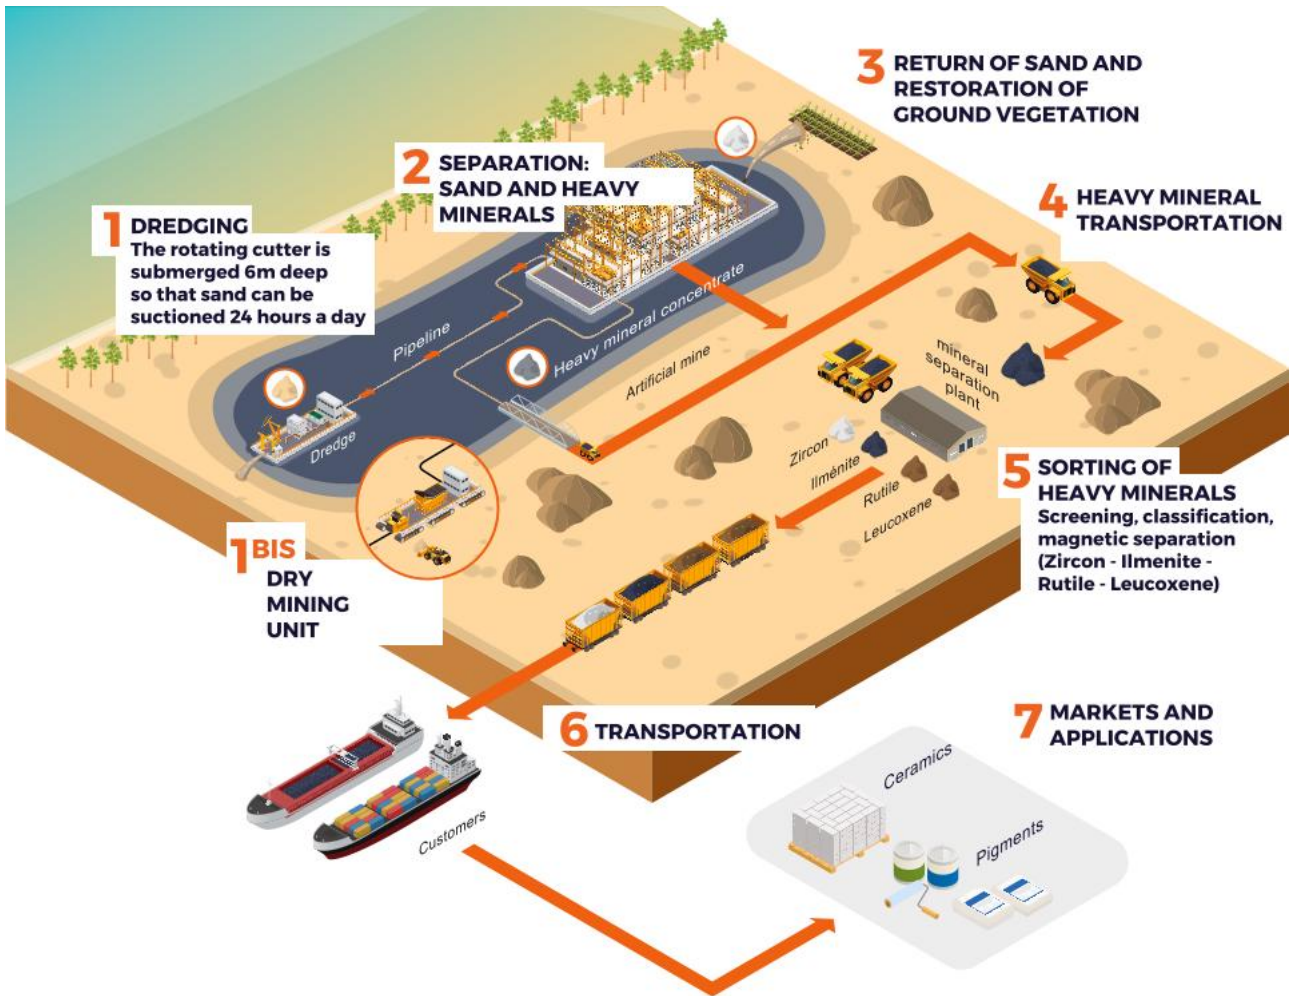 1 DREDGING
The rotating cutter is
submerged 6m deep
so that sand can be
suctioned 24 hours a day
2 SEPARATION:
SAND AND HEAVY
MINERALS
3 RETURN OF SAND AND
RESTORATION OF
GROUND VEGETATION
4 HEAVY MINERAL
TRANSPORTATION
Pipeline
Heavy mineral concentrate
Artificial mine
Dredge
mineral
separation
plant
Zircon
Ilménite
Rutile
Leucoxene
5 SORTING OF
HEAVY MINERALS
Screening, classification,
magnetic separation
(Zircon - Ilmenite -
Rutile - Leucoxene)
1 BIS
DRY
MINING
UNIT
6 TRANSPORTATION
Customers
7 MARKETS AND
APPLICATIONS
Ceramics
Pigments